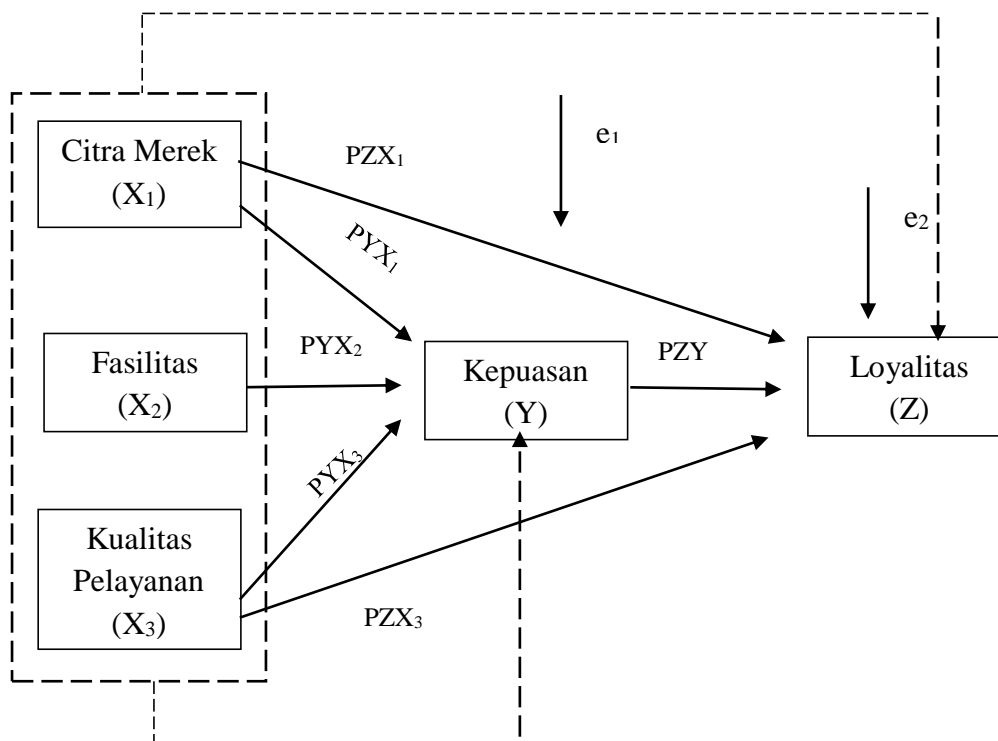 e₁
PZX₁
Citra Merek
(X₁)
e₂
PYX₁
Fasilitas
(X₂)
PYX₂
Kepuasan
(Y)
PZY
Loyalitas
(Z)
PYX₃
Kualitas
Pelayanan
(X₃)
PZX₃